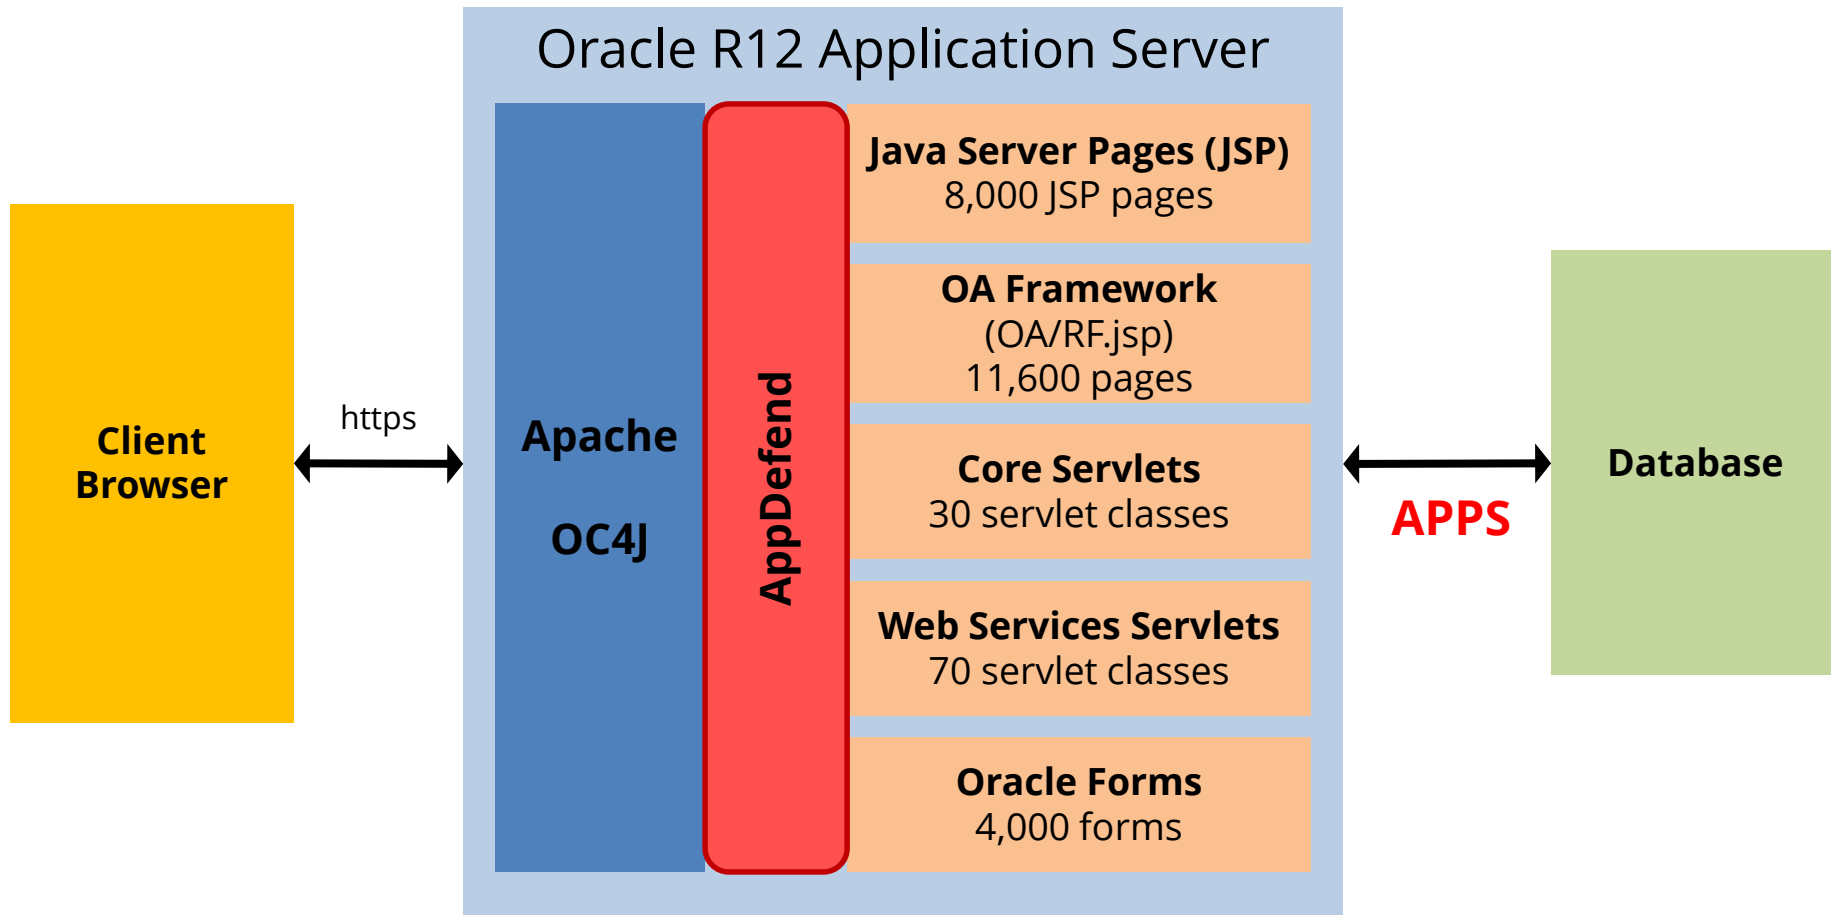 Oracle R12 Application Server
Client
Browser
https
Apache
OC4J
AppDefend
Java Server Pages (JSP)
8,000 JSP pages
OA Framework
(OA/RF.jsp)
11,600 pages
Core Servlets
30 servlet classes
Web Services Servlets
70 servlet classes
Oracle Forms
4,000 forms
APPS
Database